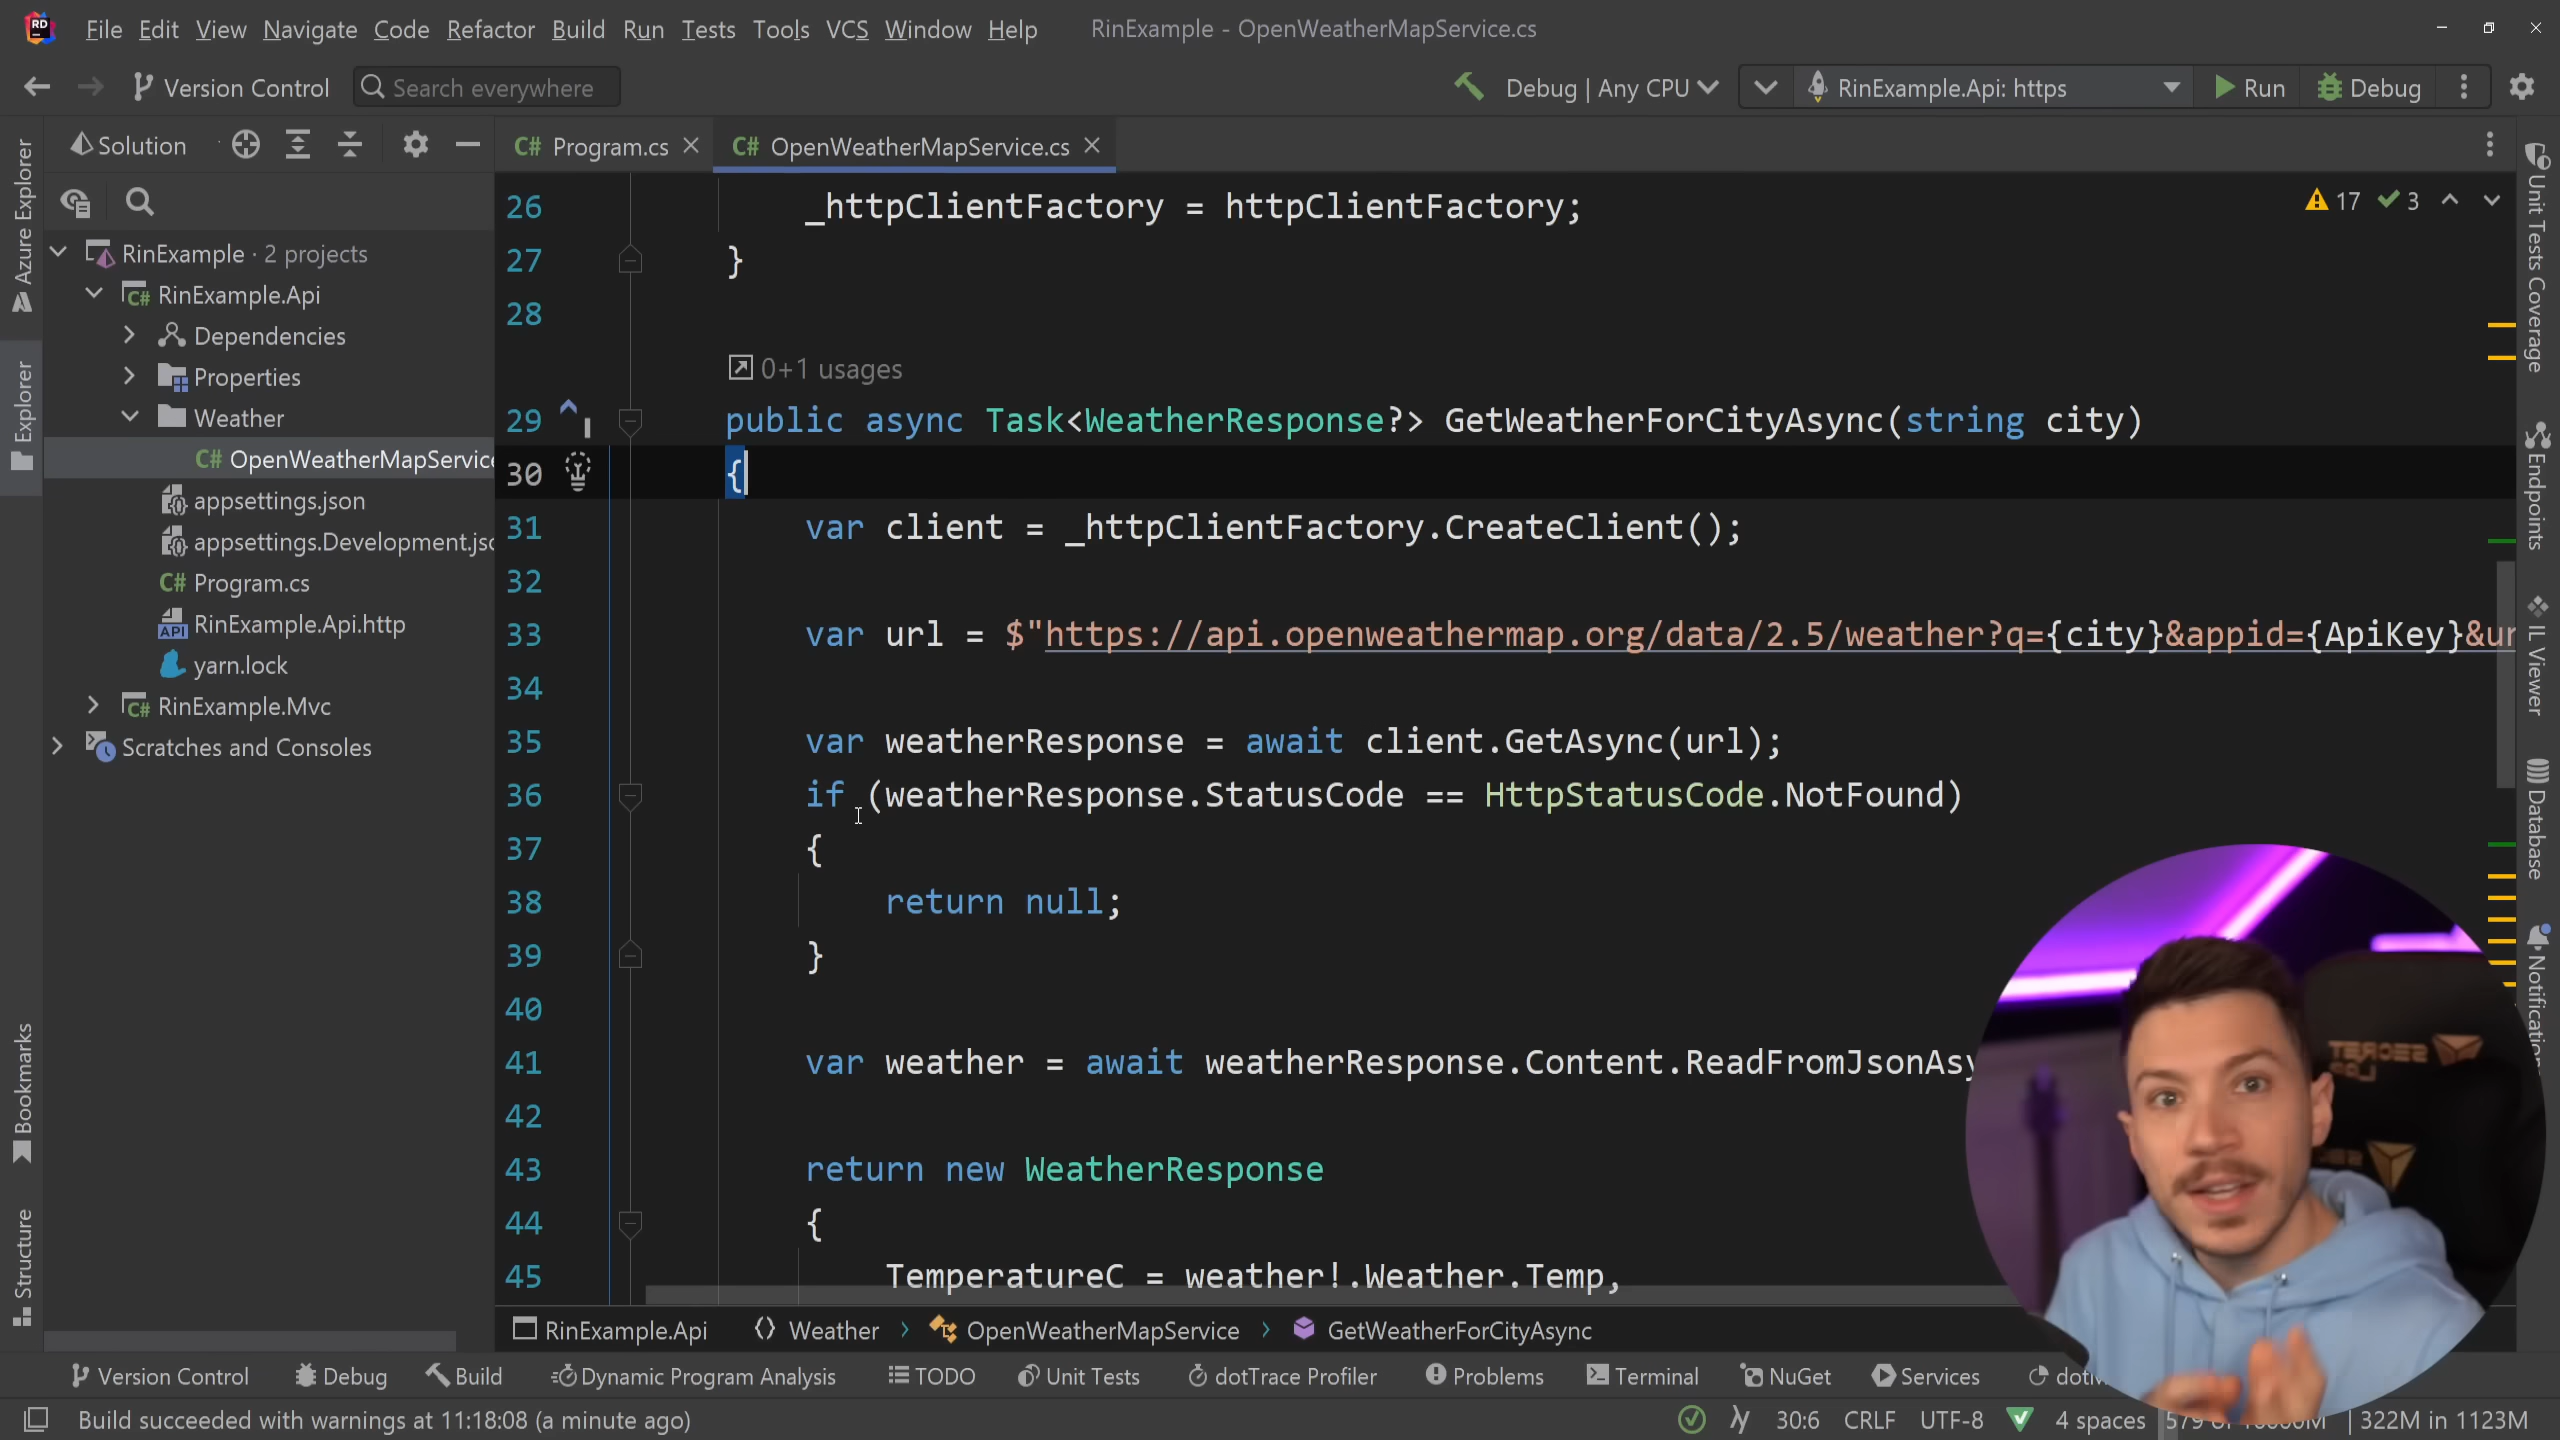 File Edit View Navigate Code Refactor Build Run Tests Tools VCS Window Help RinExample - OpenWeatherMapService.cs
Version Control Search everywhere Debug | Any CPU RinExample.Api: https Run Debug
Solution
Program.cs OpenWeatherMapService.cs
17 3
Azure Explorer
Explorer
Bookmarks
Structure
RinExample · 2 projects
RinExample.Api
Dependencies
Properties
Weather
C# OpenWeatherMapService
appsettings.json
appsettings.Development.jso
C# Program.cs
RinExample.Api.http
yarn.lock
RinExample.Mvc
Scratches and Consoles
26 _httpClientFactory = httpClientFactory;
27 }
28
0+1 usages
29 public async Task<WeatherResponse?> GetWeatherForCityAsync(string city)
30 {
31 var client = _httpClientFactory.CreateClient();
32
33 var url = $"https://api.openweathermap.org/data/2.5/weather?q={city}&appid={ApiKey}&un
34
35 var weatherResponse = await client.GetAsync(url);
36 if (weatherResponse.StatusCode == HttpStatusCode.NotFound)
37 {
38 return null;
39 }
40
41 var weather = await weatherResponse.Content.ReadFromJsonAsy
42
43 return new WeatherResponse
44 {
45 TemperatureC = weather!.Weather.Temp,
Unit Tests Coverage
Endpoints
IL Viewer
Database
Notification
SECRET
LAB
RinExample.Api Weather OpenWeatherMapService GetWeatherForCityAsync
Version Control Debug Build Dynamic Program Analysis TODO Unit Tests dotTrace Profiler Problems Terminal NuGet Services
Build succeeded with warnings at 11:18:08 (a minute ago) 30:6 CRLF UTF-8 4 spaces 322M in 1123M